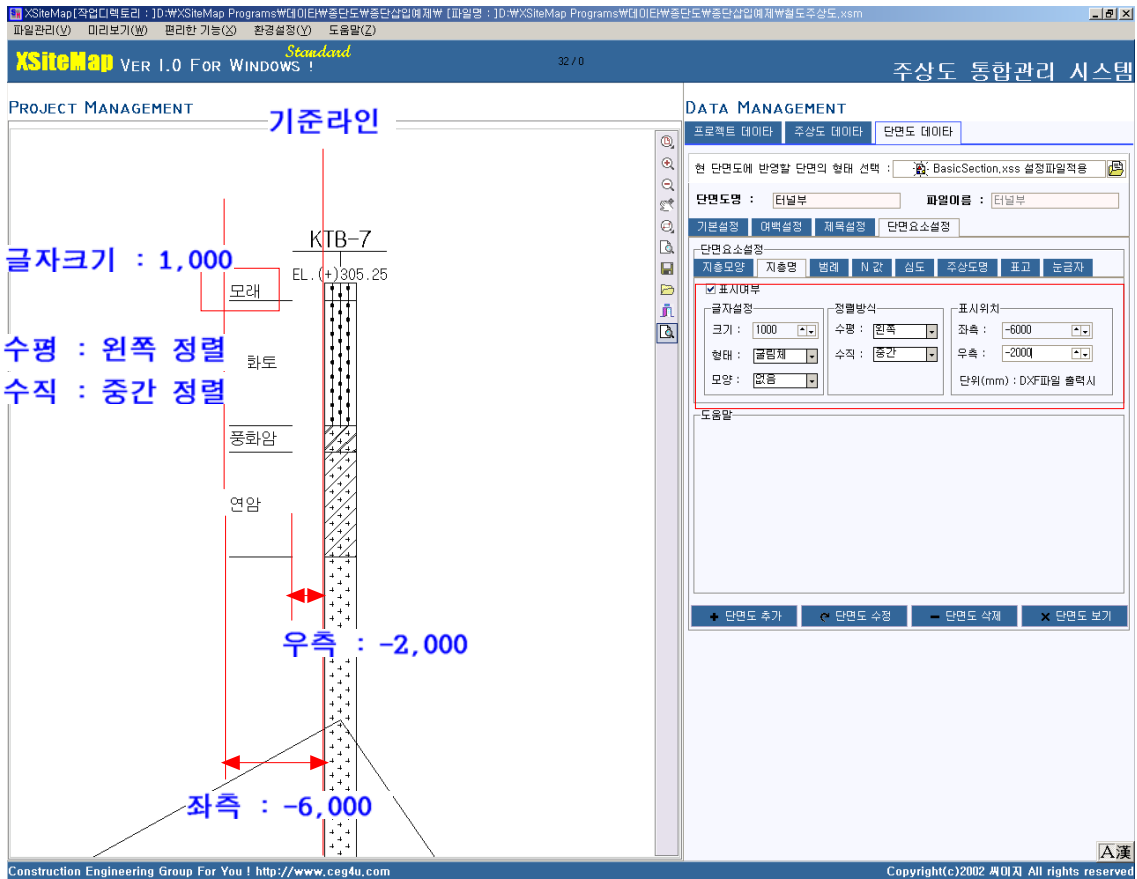 XSiteMap[작업디렉토리 : ]D:₩XSiteMap Programs₩데이타₩종단도₩종단삽입예제₩ [파일명 : ]D:₩XSiteMap Programs₩데이타₩종단도₩종단삽입예제₩철도주상도,xsm
파일관리(V) 미리보기(W) 편리한 기능(X) 환경설정(Y) 도움말(Z)
XSiteMap VER 1.0 FOR WINDOWS !
Standard
32 / 0
주상도 통합관리 시스템
PROJECT MANAGEMENT
기준라인
KTB-7
EL.(+)305.25
글자크기 : 1,000
모래
수평 : 왼쪽 정렬
화토
수직 : 중간 정렬
풍화암
연암
우측 : -2,000
좌측 : -6,000
DATA MANAGEMENT
프로젝트 데이타 주상도 데이타 단면도 데이타
현 단면도에 반영할 단면의 형태 선택 : BasicSection,xss 설정파일적용
단면도명 : 터널부 파일이름 : 터널부
기본설정 여백설정 제목설정 단면요소설정
단면요소설정
지층모양 지층명 범례 N 값 심도 주상도명 표고 눈금자
표시여부
글자설정 정렬방식 표시위치
크기 : 1000 수평 : 왼쪽 좌측 : -6000
형태 : 굴림체 수직 : 중간 우측 : -2000
모양 : 없음 단위(mm) : DXF파일 출력시
도움말
단면도 추가 단면도 수정 단면도 삭제 단면도 보기
A漢
Construction Engineering Group For You ! http://www.ceg4u.com
Copyright(c)2002 씨이지 All rights reserved